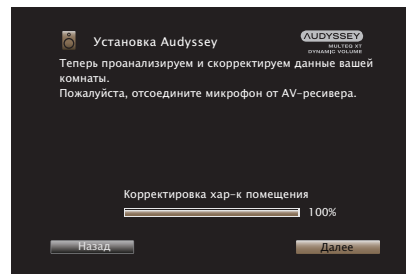 Установка Audyssey
AUDYSSEY
MULTEQ XT
DYNAMIC VOLUME
Теперь проанализируем и скорректируем данные вашей
комнаты.
Пожалуйста, отсоедините микрофон от AV-ресивера.
Корректировка хар-к помещения
100%
Назад
Далее